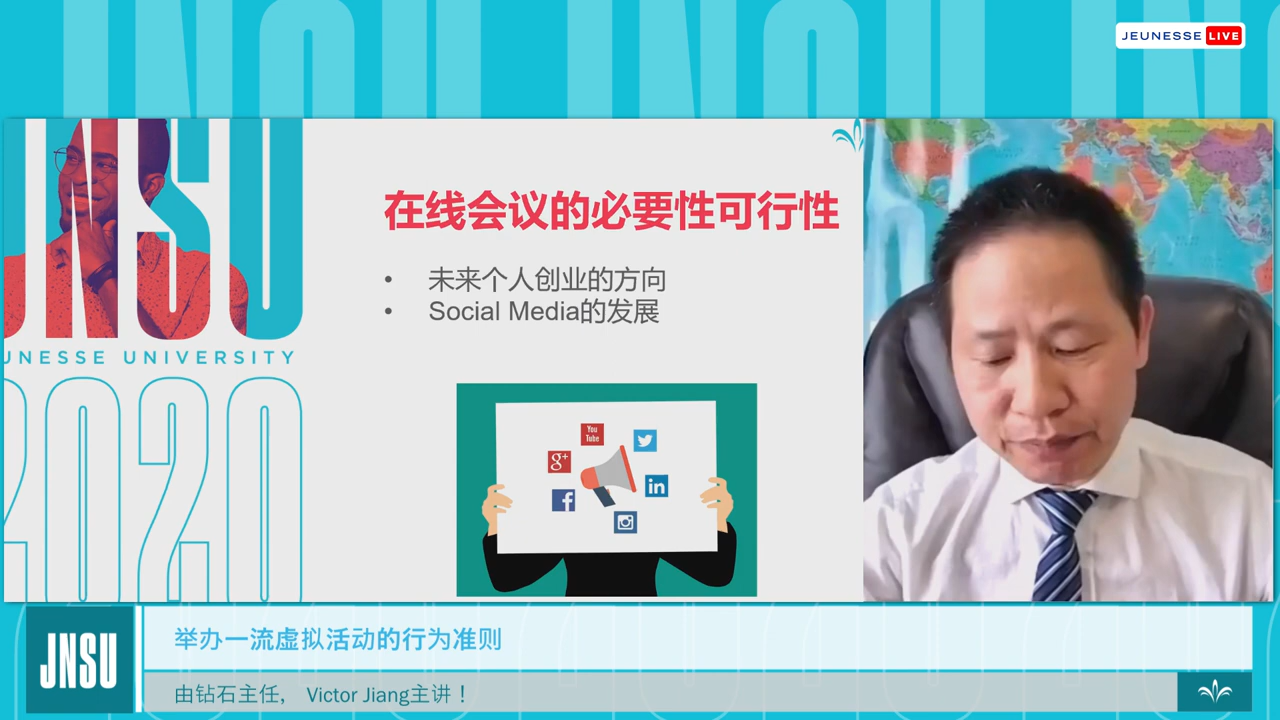 JEUNESSE LIVE
JNSU
UNESSE UNIVERSITY
2020
在线会议的必要性可行性
• 未来个人创业的方向
• Social Media的发展
You
Tube
g+
in
f
JNSU
举办一流虚拟活动的行为准则
由钻石主任， Victor Jiang主讲！